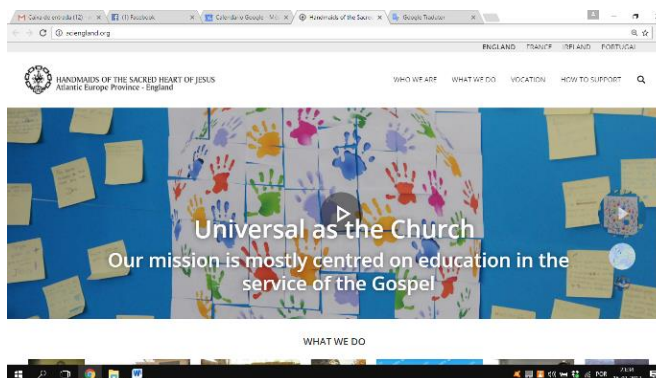 Caixa de entrada (12)
(1) Facebook
Calendário Google
Handmaids of the Sacre
Google Tradutor
aciengland.org
ENGLAND FRANCE IRELAND PORTUGAL
HANDMAIDS OF THE SACRED HEART OF JESUS
Atlantic Europe Province - England
WHO WE ARE WHAT WE DO VOCATION HOW TO SUPPORT
Universal as the Church
Our mission is mostly centred on education in the
service of the Gospel
WHAT WE DO
POR